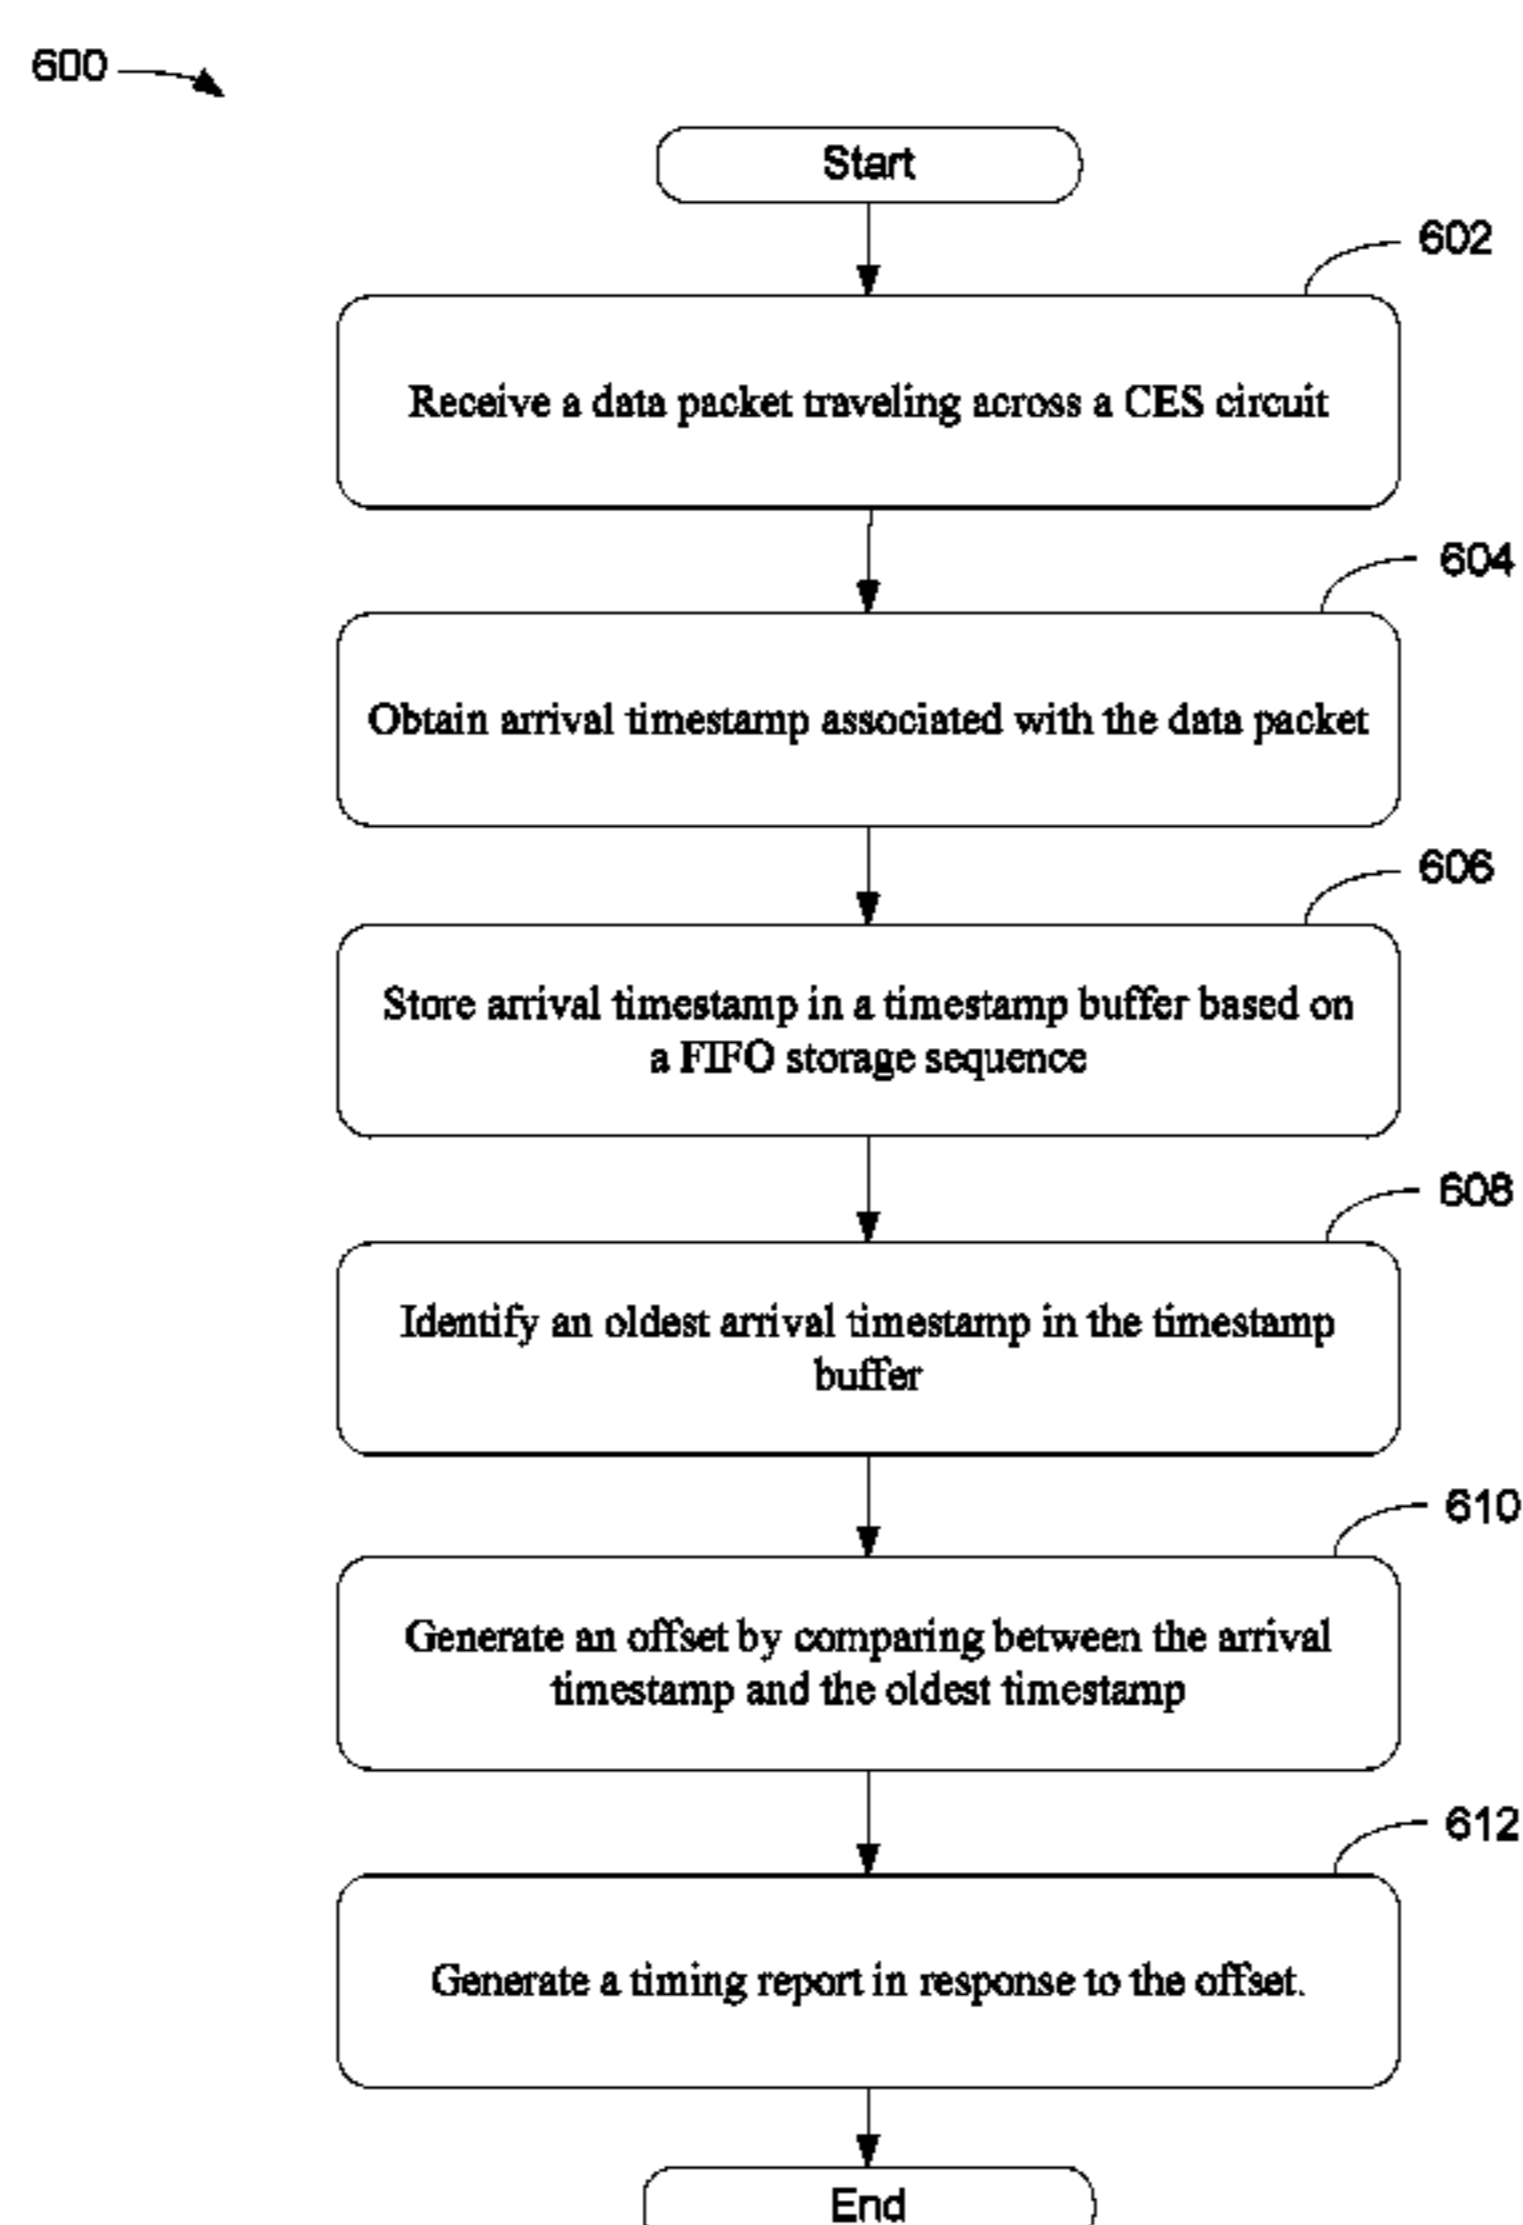 600
Start
602
Receive a data packet traveling across a CES circuit
604
Obtain arrival timestamp associated with the data packet
606
Store arrival timestamp in a timestamp buffer based on
a FIFO storage sequence
608
Identify an oldest arrival timestamp in the timestamp
buffer
610
Generate an offset by comparing between the arrival
timestamp and the oldest timestamp
612
Generate a timing report in response to the offset.
End